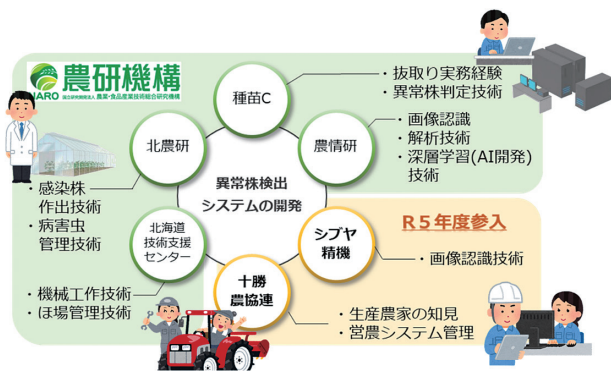 農研機構
NARO 国立研究開発法人 農業・食品産業技術総合研究機構
種苗C
・抜取り実務経験
・異常株判定技術
北農研
農情研
・画像認識
・解析技術
・深層学習(AI開発)
技術
異常株検出
システムの開発
・感染株
作出技術
・病害虫
管理技術
北海道
技術支援
センター
シブヤ
精機
R5年度参入
・画像認識技術
・機械工作技術
・ほ場管理技術
十勝
農協連
・生産農家の知見
・営農システム管理